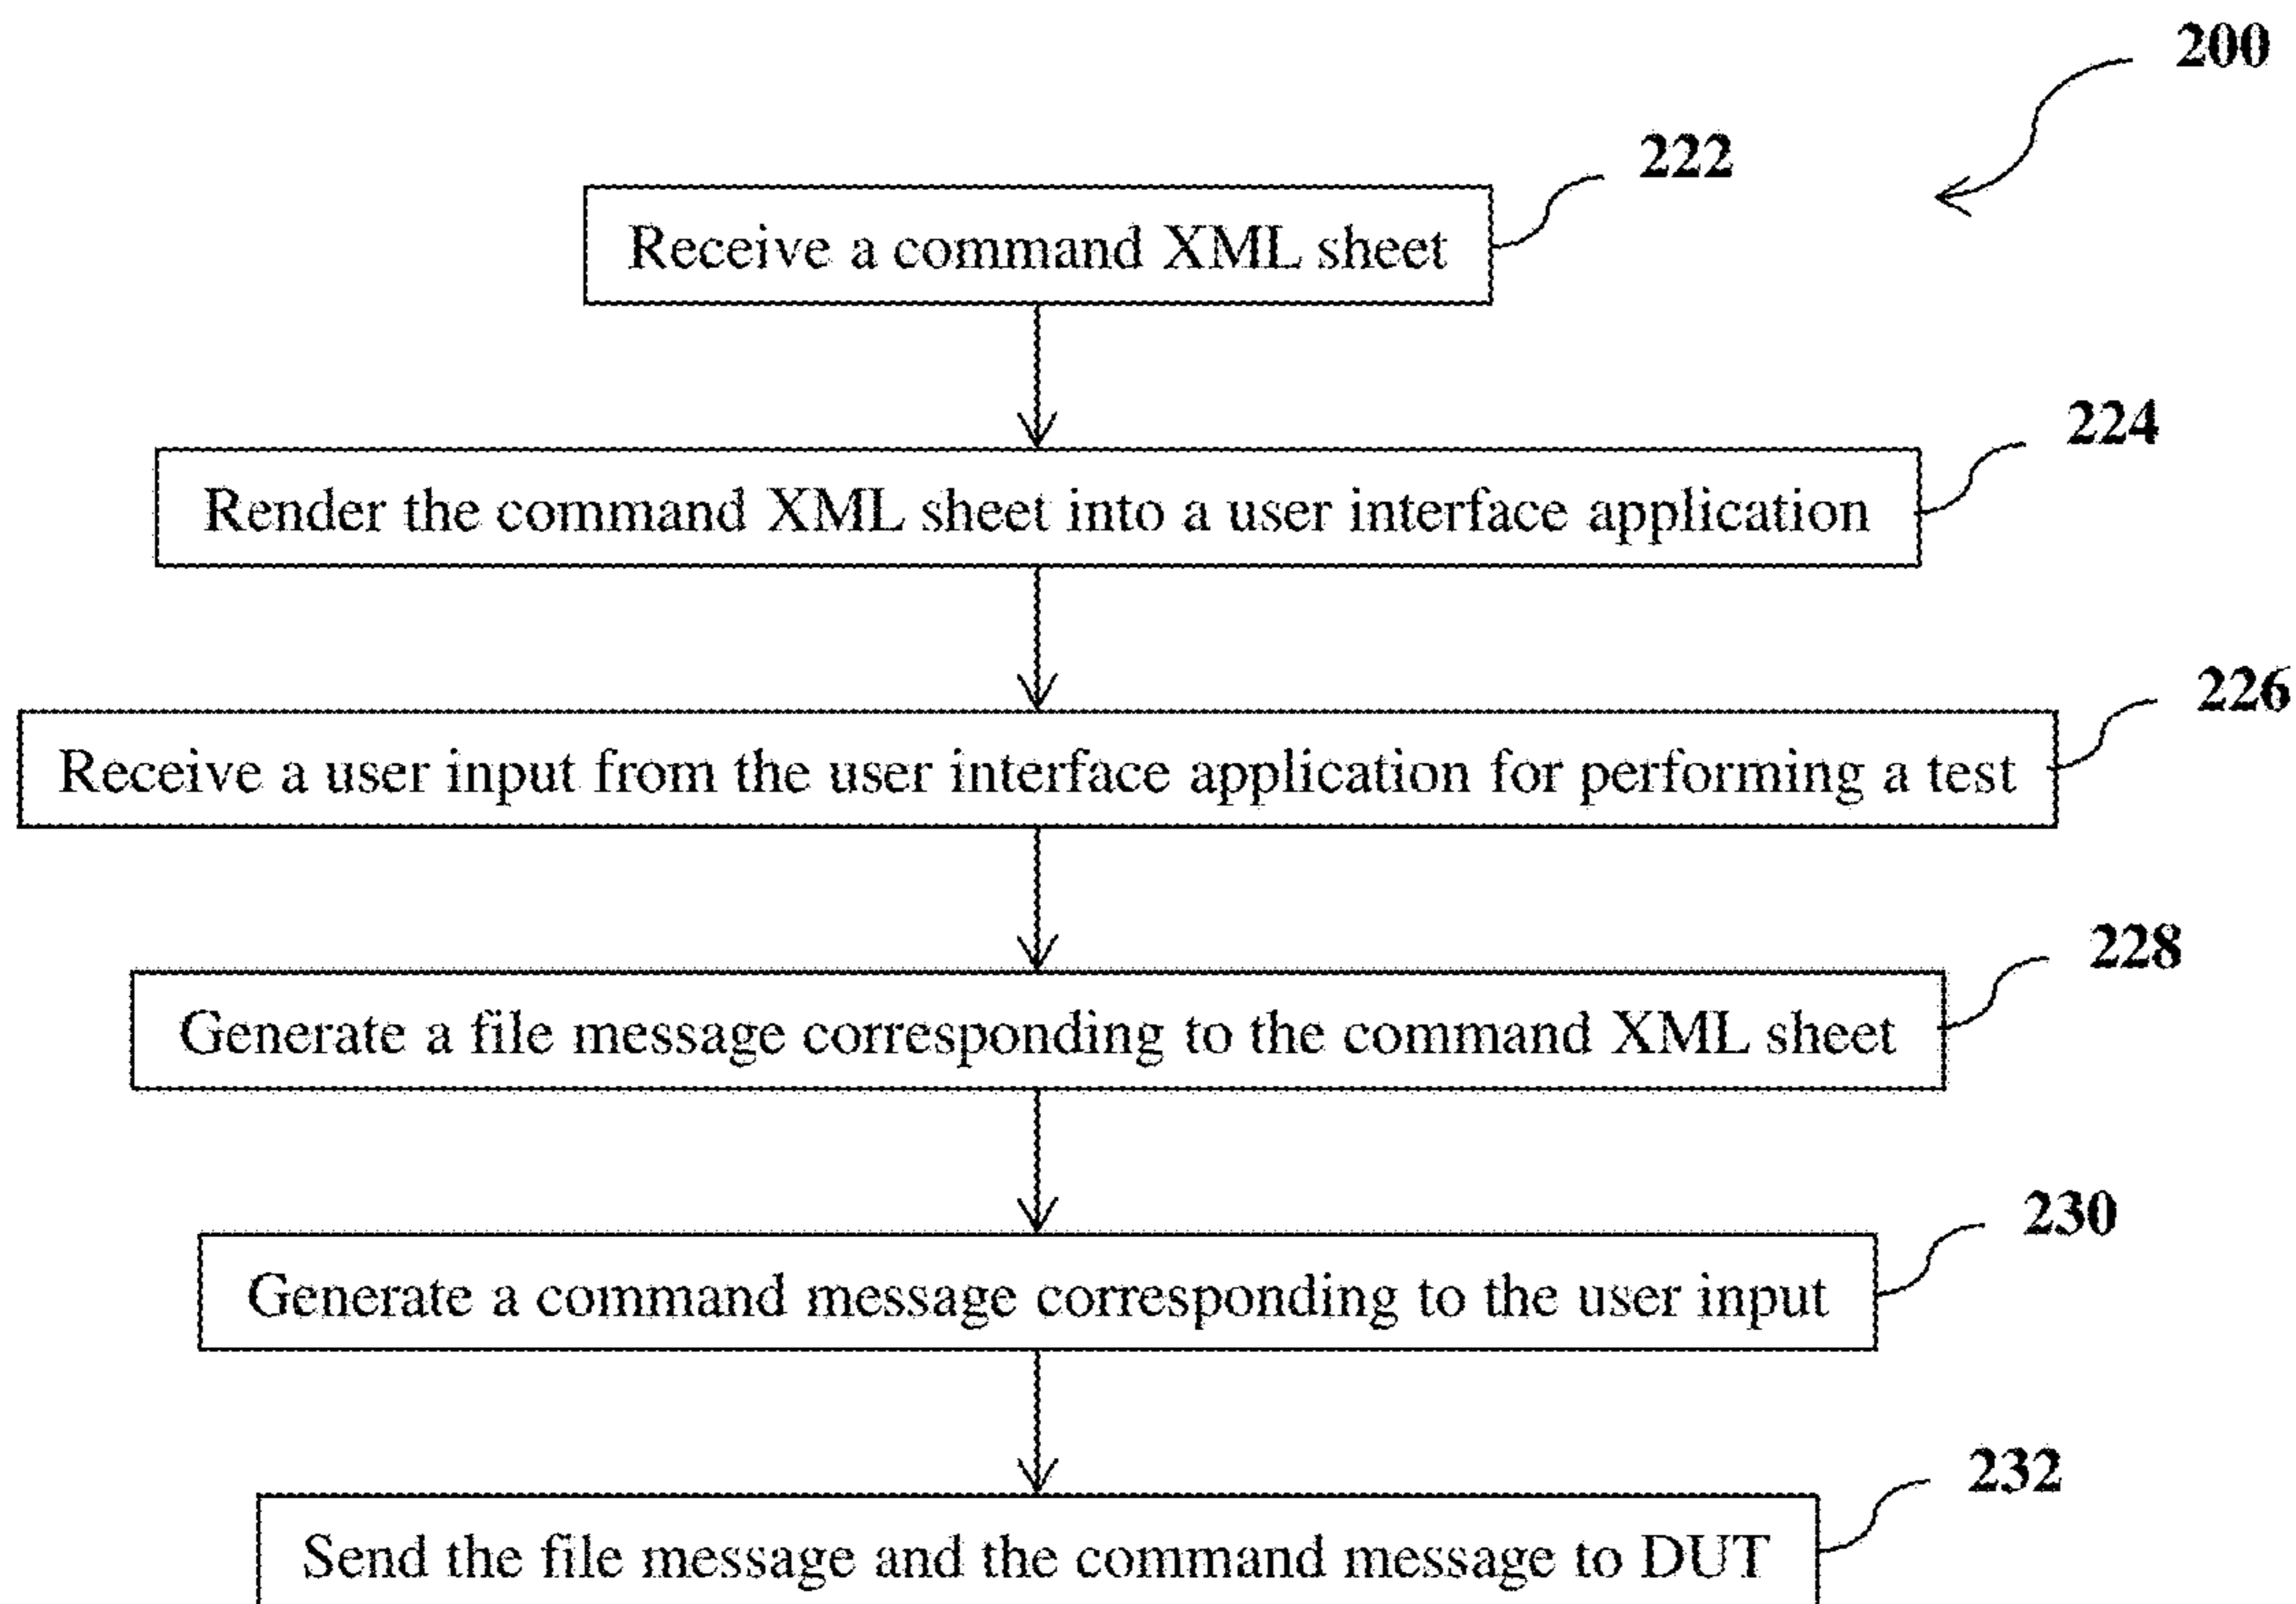 200
222
Receive a command XML sheet
224
Render the command XML sheet into a user interface application
226
Receive a user input from the user interface application for performing a test
228
Generate a file message corresponding to the command XML sheet
230
Generate a command message corresponding to the user input
232
Send the file message and the command message to DUT